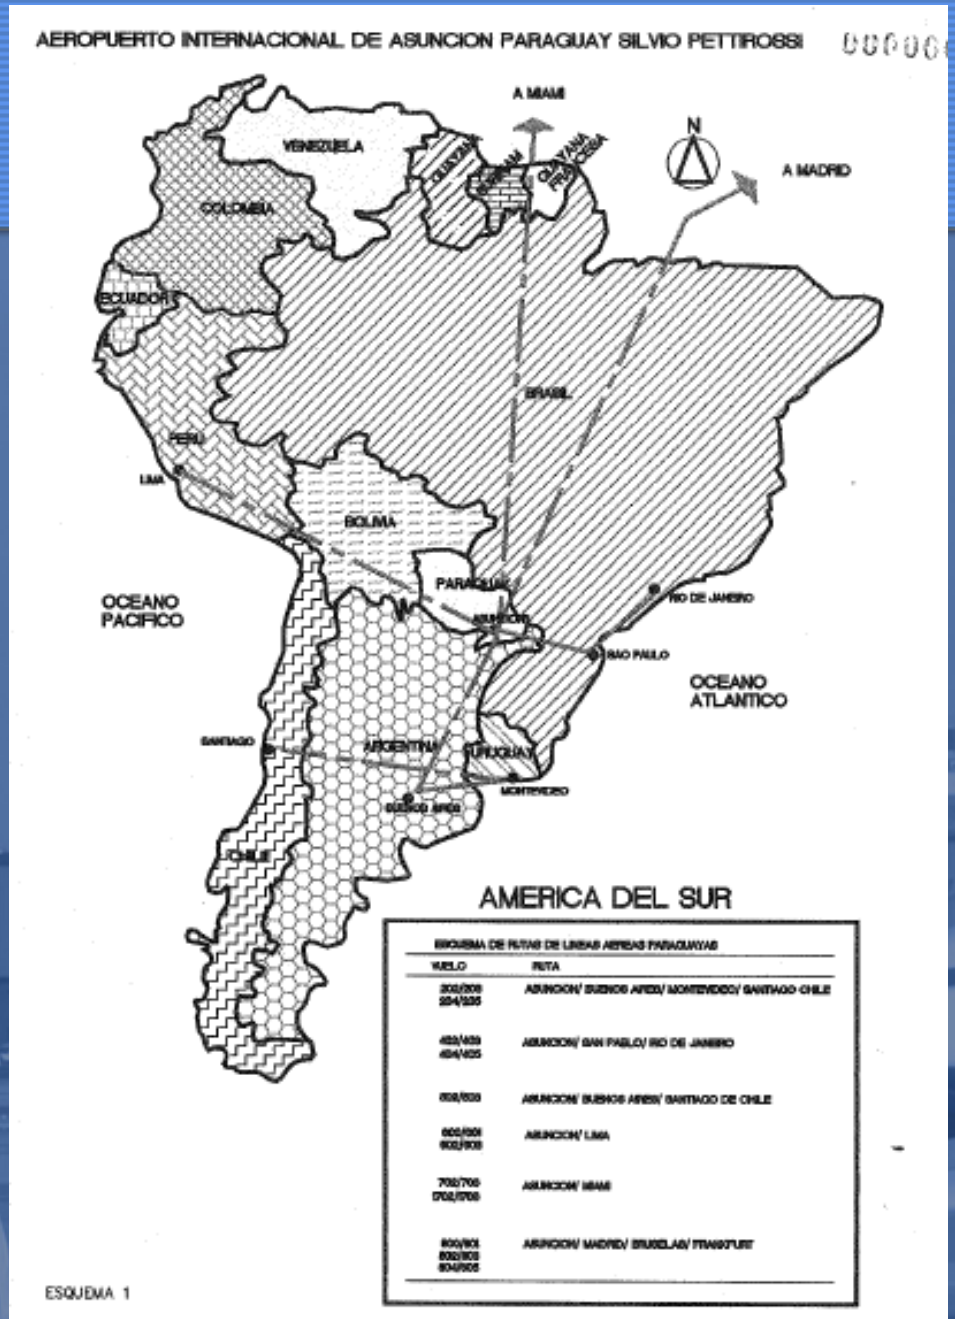 AEROPUERTO INTERNACIONAL DE ASUNCION PARAGUAY SILVIO PETTIROSSI
A MIAMI
N
A MADRID
VENEZUELA
GUAYANA
SURINAM
GUAYANA
FRANCESA
COLOMBIA
ECUADOR
BRASIL
PERU
LIMA
BOLIVIA
PARAGUAY
OCEANO
PACIFICO
RIO DE JANEIRO
ASUNCION
SAO PAULO
OCEANO
ATLANTICO
SANTIAGO
ARGENTINA
URUGUAY
MONTEVIDEO
BUENOS AIRES
CHILE
AMERICA DEL SUR
ESQUEMA DE RUTAS DE LINEAS AEREAS PARAGUAYAS
VUELO RUTA
ASUNCION/ BUENOS AIRES/ MONTEVIDEO/ SANTIAGO CHILE
ASUNCION/ SAN PABLO/ RIO DE JANEIRO
ASUNCION/ BUENOS AIRES/ SANTIAGO DE CHILE
ASUNCION/ LIMA
ASUNCION/ MIAMI
ASUNCION/ MADRID/ BRUSELAS/ FRANKFURT
ESQUEMA 1